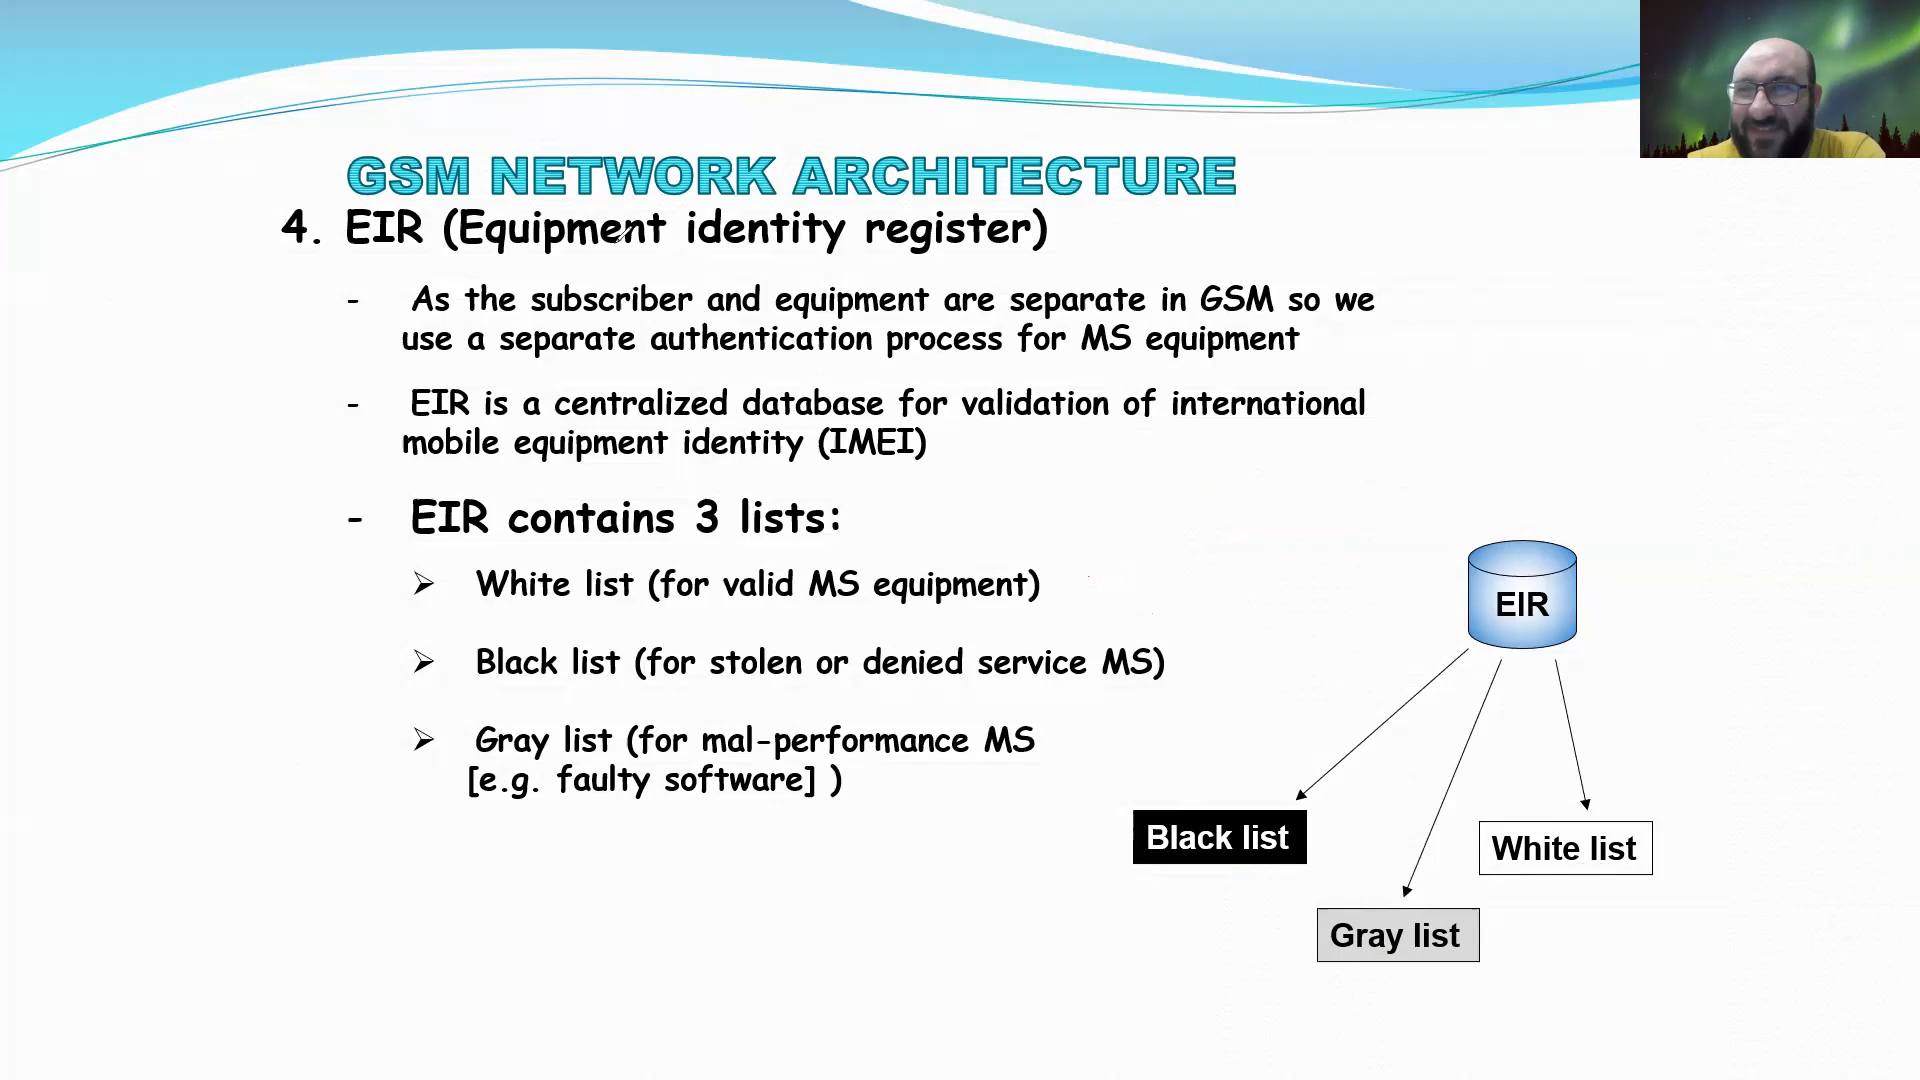 GSM NETWORK ARCHITECTURE
4. EIR (Equipment identity register)
- As the subscriber and equipment are separate in GSM so we
use a separate authentication process for MS equipment
- EIR is a centralized database for validation of international
mobile equipment identity (IMEI)
- EIR contains 3 lists:
➢ White list (for valid MS equipment)
➢ Black list (for stolen or denied service MS)
➢ Gray list (for mal-performance MS
[e.g. faulty software] )
EIR
Black list
White list
Gray list